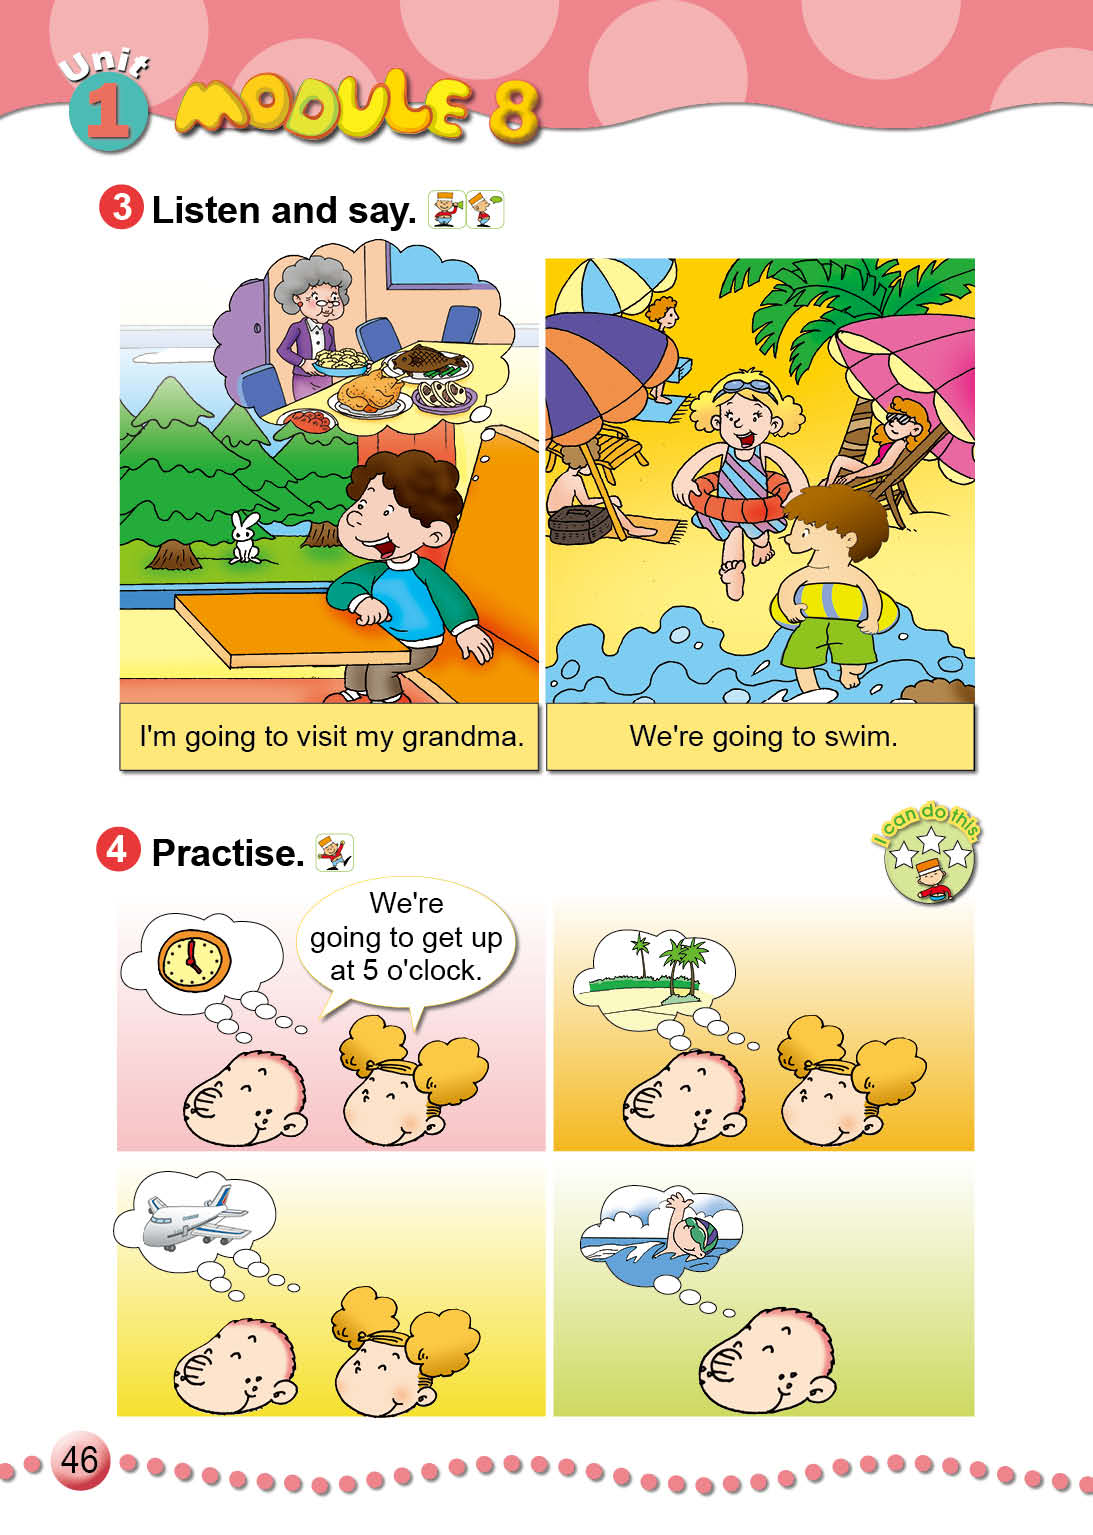 Unit
1 MODULE 8
3 Listen and say.
I'm going to visit my grandma.
We're going to swim.
4 Practise.
I can do this.
We're
going to get up
at 5 o'clock.
46